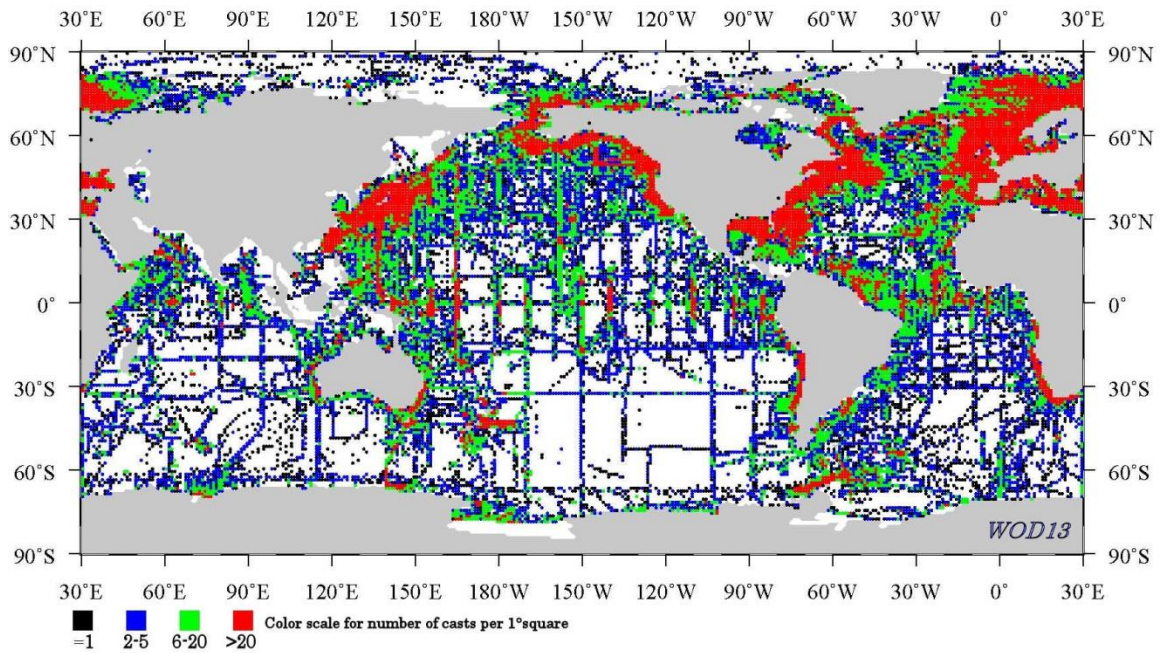 30°E 60°E 90°E 120°E 150°E 180°W 150°W 120°W 90°W 60°W 30°W 0° 30°E
90°N 90°N
60°N 60°N
30°N 30°N
0° 0°
30°S 30°S
60°S 60°S
WOD13
90°S 90°S
30°E 60°E 90°E 120°E 150°E 180°W 150°W 120°W 90°W 60°W 30°W 0° 30°E
Color scale for number of casts per 1°square
=1 2-5 6-20 >20